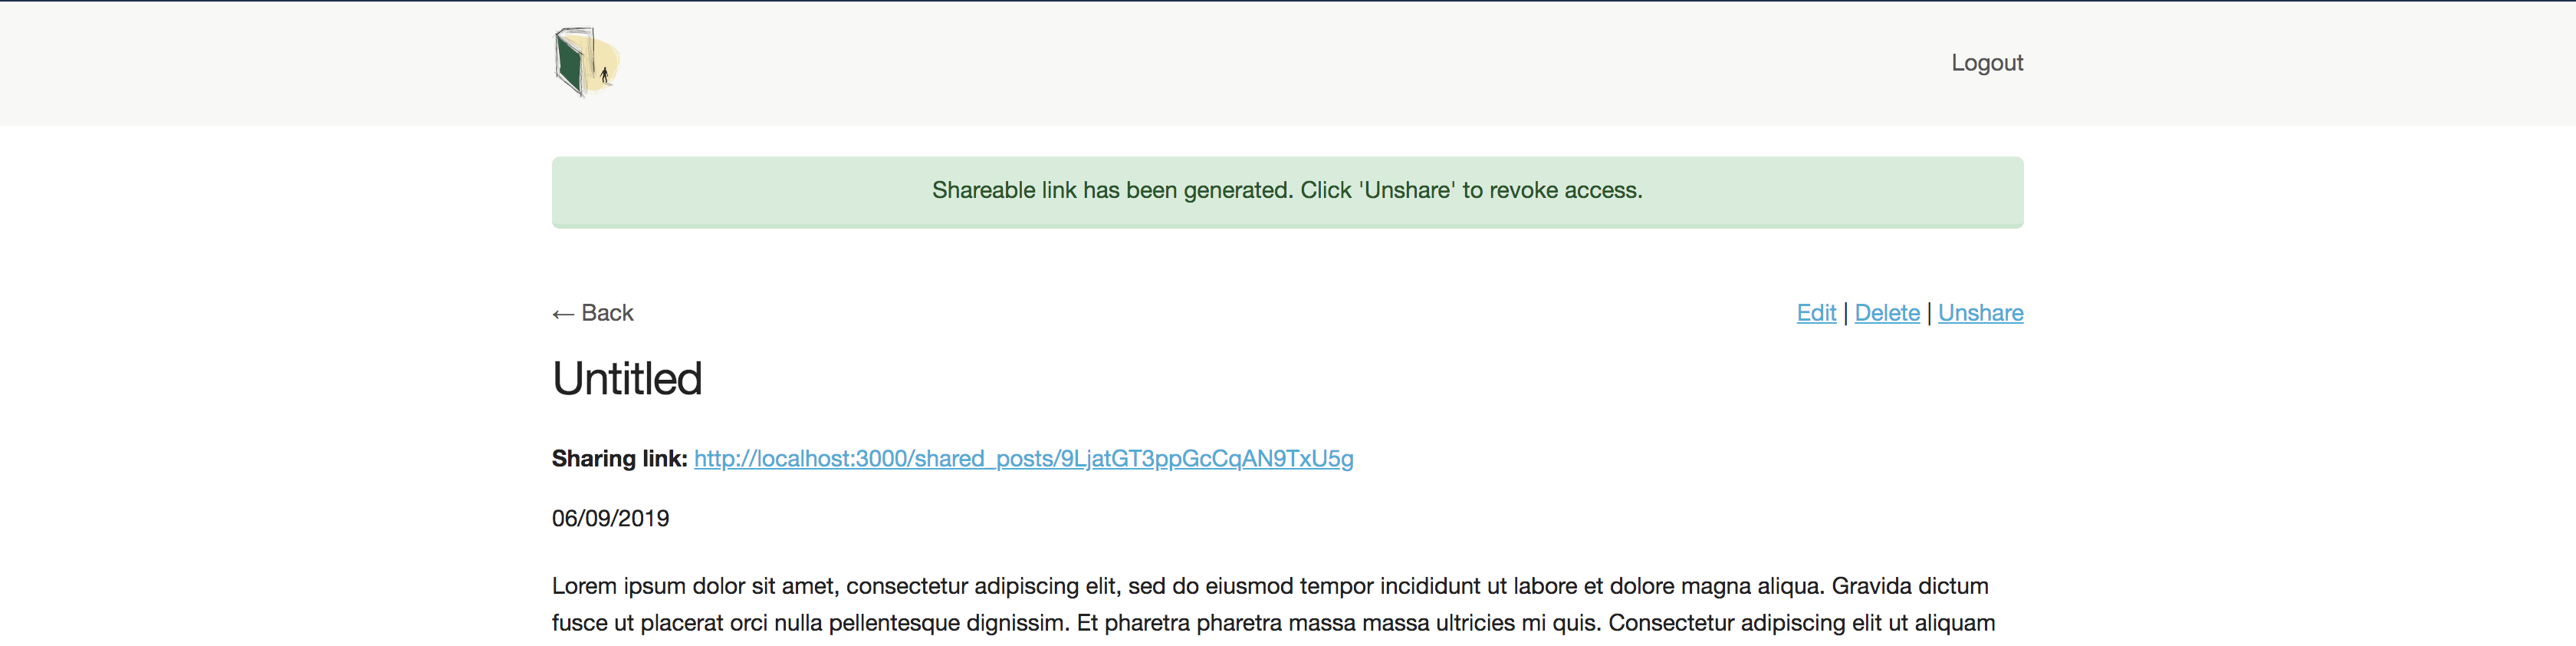 Logout
Shareable link has been generated. Click 'Unshare' to revoke access.
← Back
Edit | Delete | Unshare
Untitled
Sharing link: http://localhost:3000/shared_posts/9LjatGT3ppGcCqAN9TxU5g
06/09/2019
Lorem ipsum dolor sit amet, consectetur adipiscing elit, sed do eiusmod tempor incididunt ut labore et dolore magna aliqua. Gravida dictum
fusce ut placerat orci nulla pellentesque dignissim. Et pharetra pharetra massa massa ultricies mi quis. Consectetur adipiscing elit ut aliquam